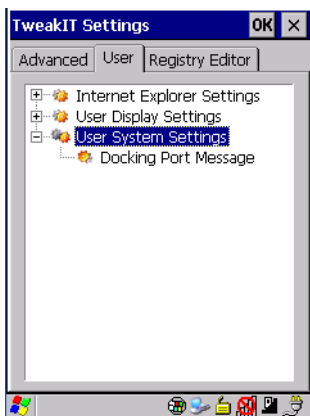 TweakIT Settings OK
Advanced User Registry Editor
Internet Explorer Settings
User Display Settings
User System Settings
Docking Port Message